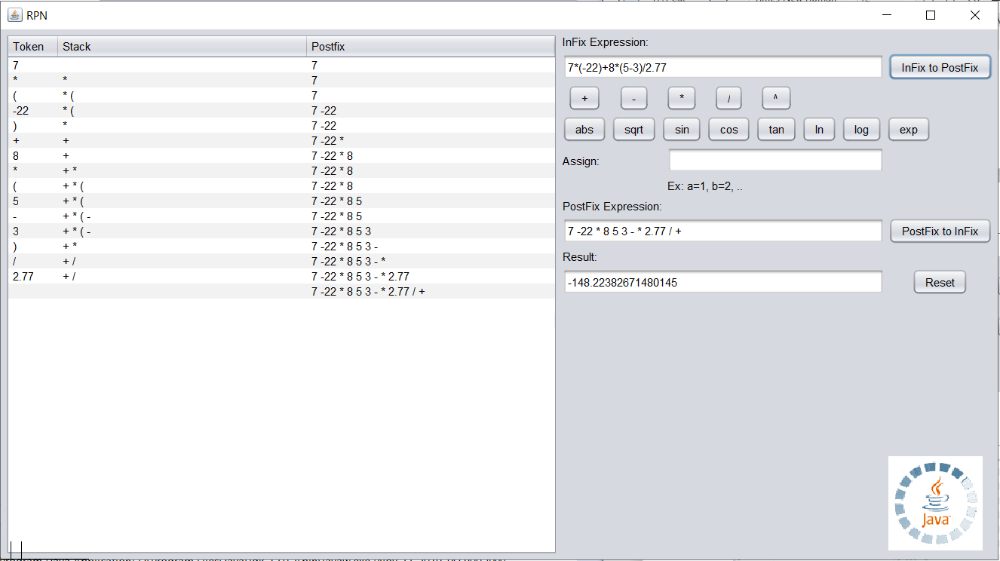 RPN
Token Stack Postfix
7 7
* * 7
( * ( 7
-22 * ( 7 -22
) * 7 -22
+ + 7 -22 *
8 + 7 -22 * 8
* + * 7 -22 * 8
( + * ( 7 -22 * 8
5 + * ( 7 -22 * 8 5
- + * ( - 7 -22 * 8 5
3 + * ( - 7 -22 * 8 5 3
) + * 7 -22 * 8 5 3 -
/ + / 7 -22 * 8 5 3 - *
2.77 + / 7 -22 * 8 5 3 - * 2.77
7 -22 * 8 5 3 - * 2.77 / +
InFix Expression:
7*(-22)+8*(5-3)/2.77 InFix to PostFix
+ - * / ^
abs sqrt sin cos tan ln log exp
Assign:
Ex: a=1, b=2, ..
PostFix Expression:
7 -22 * 8 5 3 - * 2.77 / + PostFix to InFix
Result:
-148.22382671480145 Reset
Java